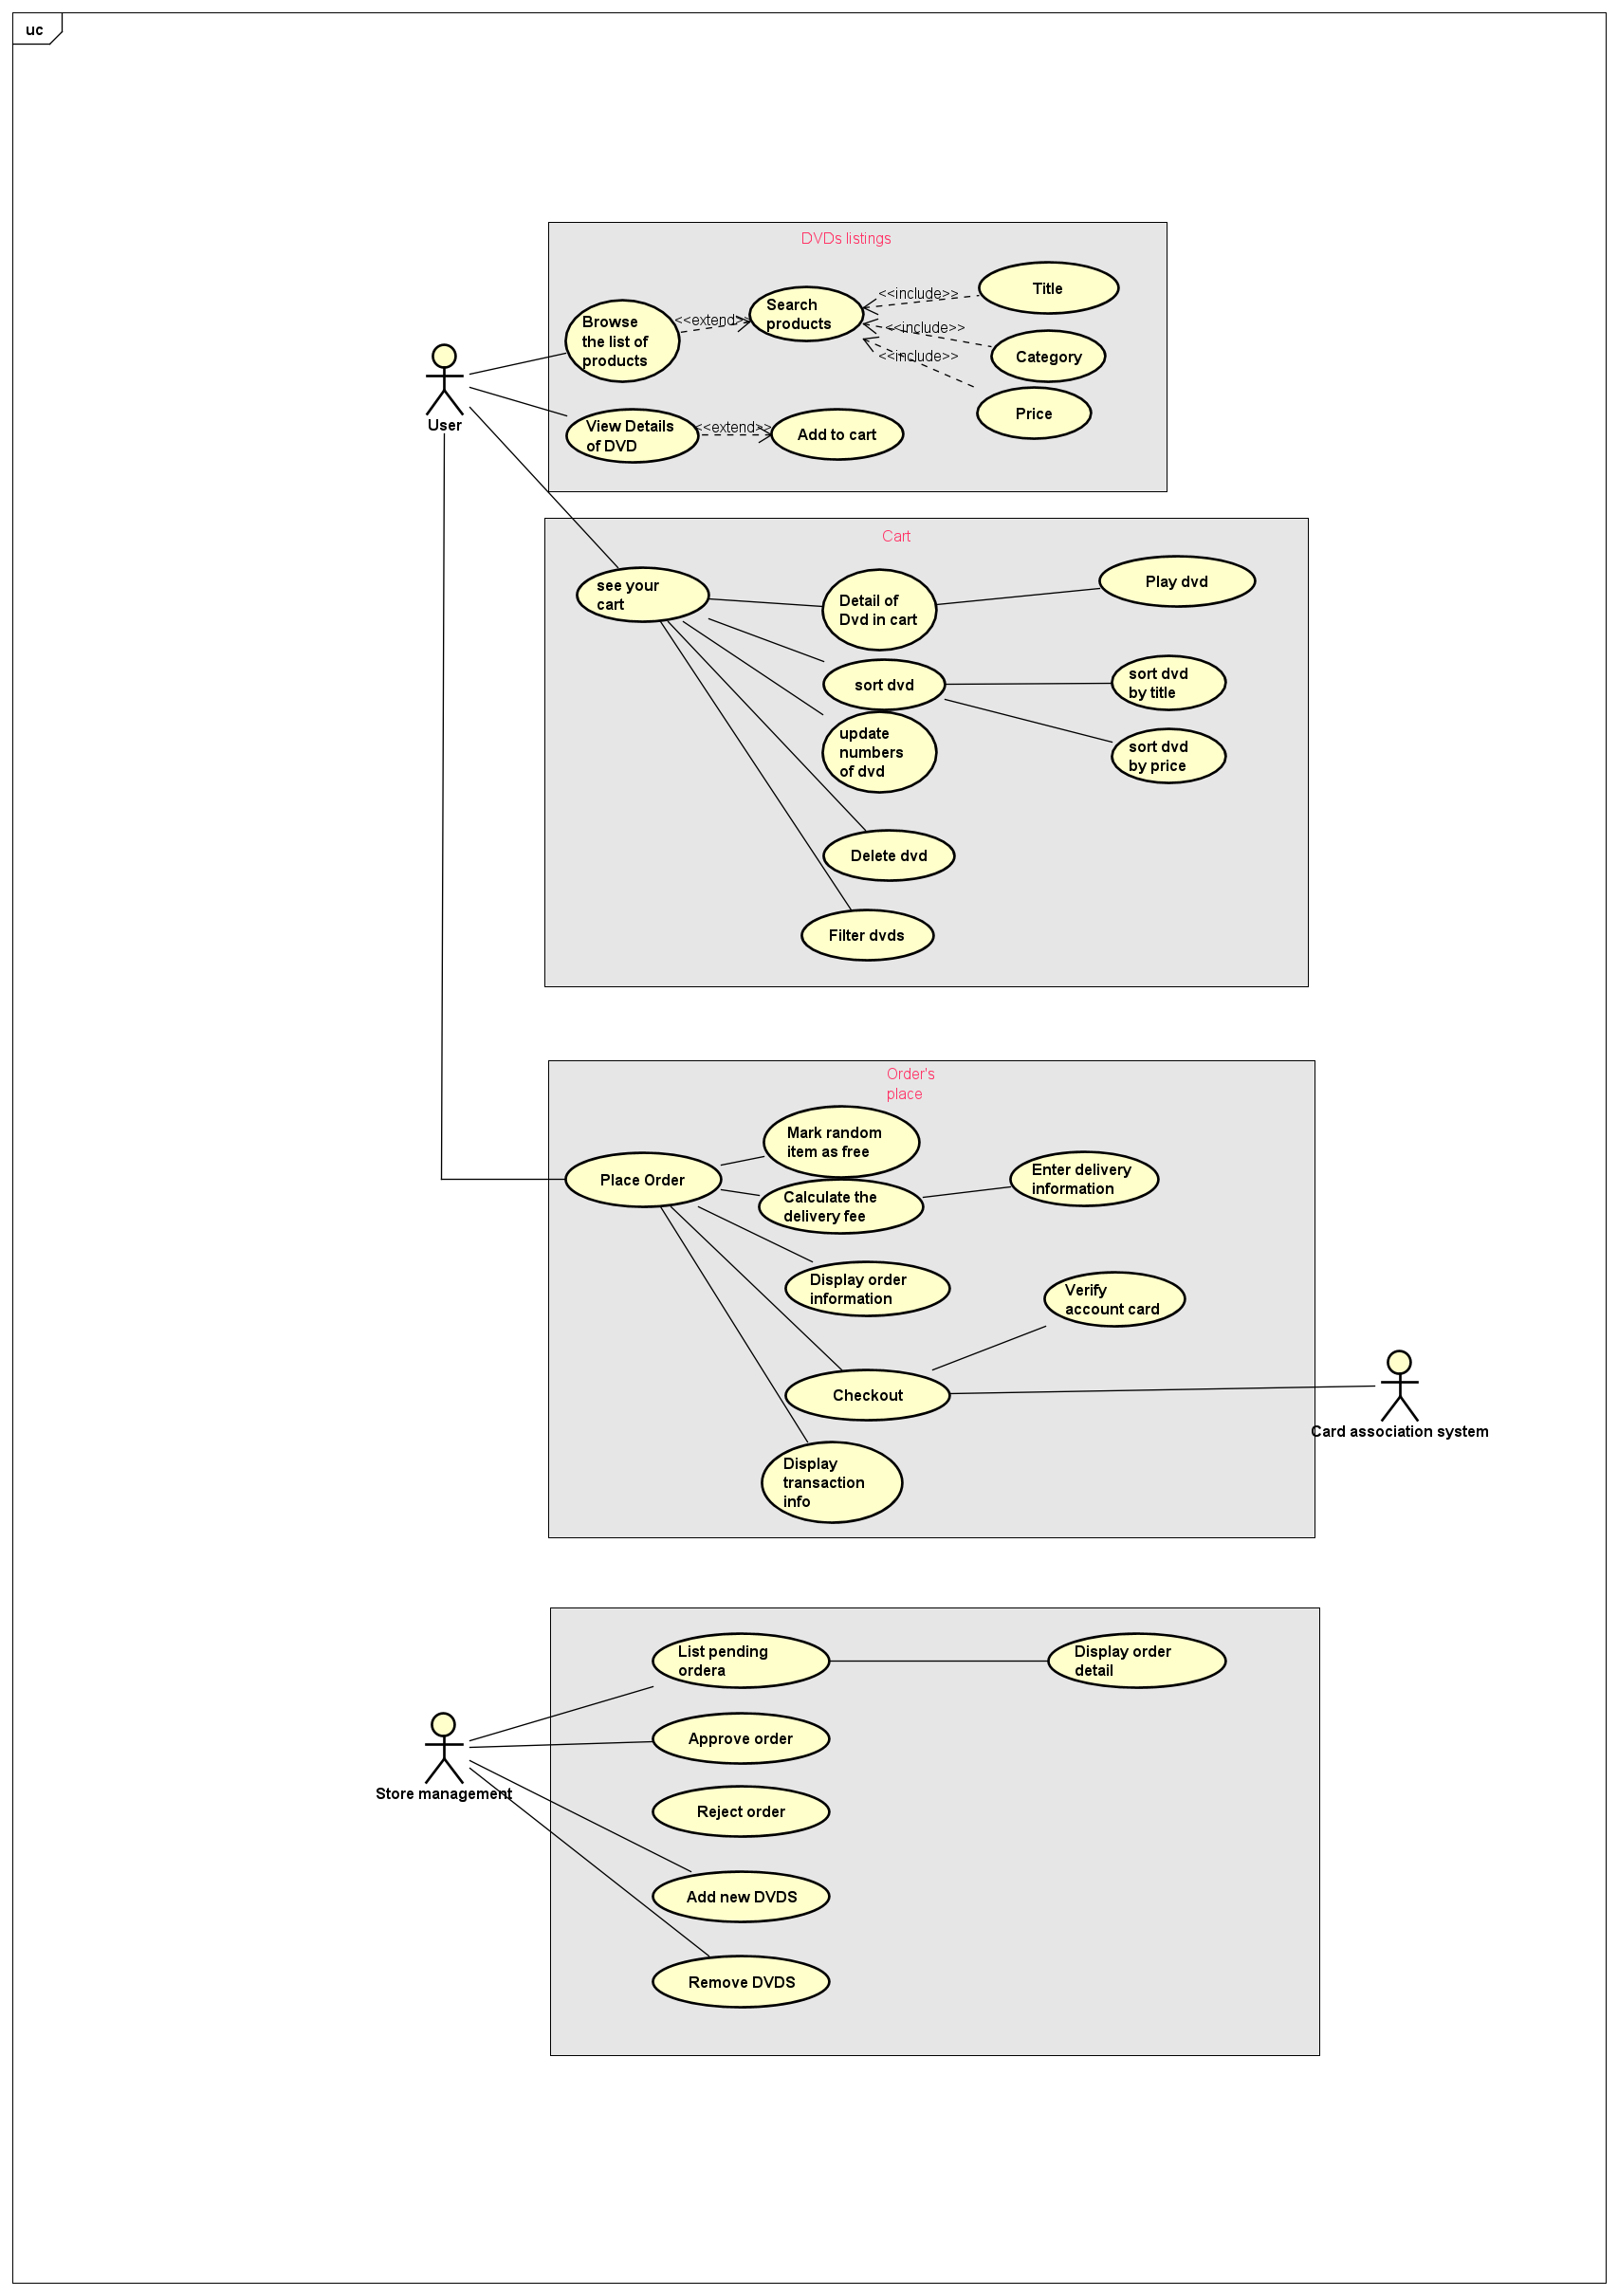 uc
DVDs listings
Browse
the list of
products
<<extend>>
Search
products
<<include>>
<<include>>
<<include>>
Title
Category
Price
User
View Details
of DVD
<<extend>>
Add to cart
Cart
see your
cart
Detail of
Dvd in cart
Play dvd
sort dvd
sort dvd
by title
update
numbers
of dvd
sort dvd
by price
Delete dvd
Filter dvds
Order's
place
Mark random
item as free
Place Order
Calculate the
delivery fee
Enter delivery
information
Display order
information
Verify
account card
Checkout
Card association system
Display
transaction
info
List pending
ordera
Display order
detail
Approve order
Store management
Reject order
Add new DVDS
Remove DVDS